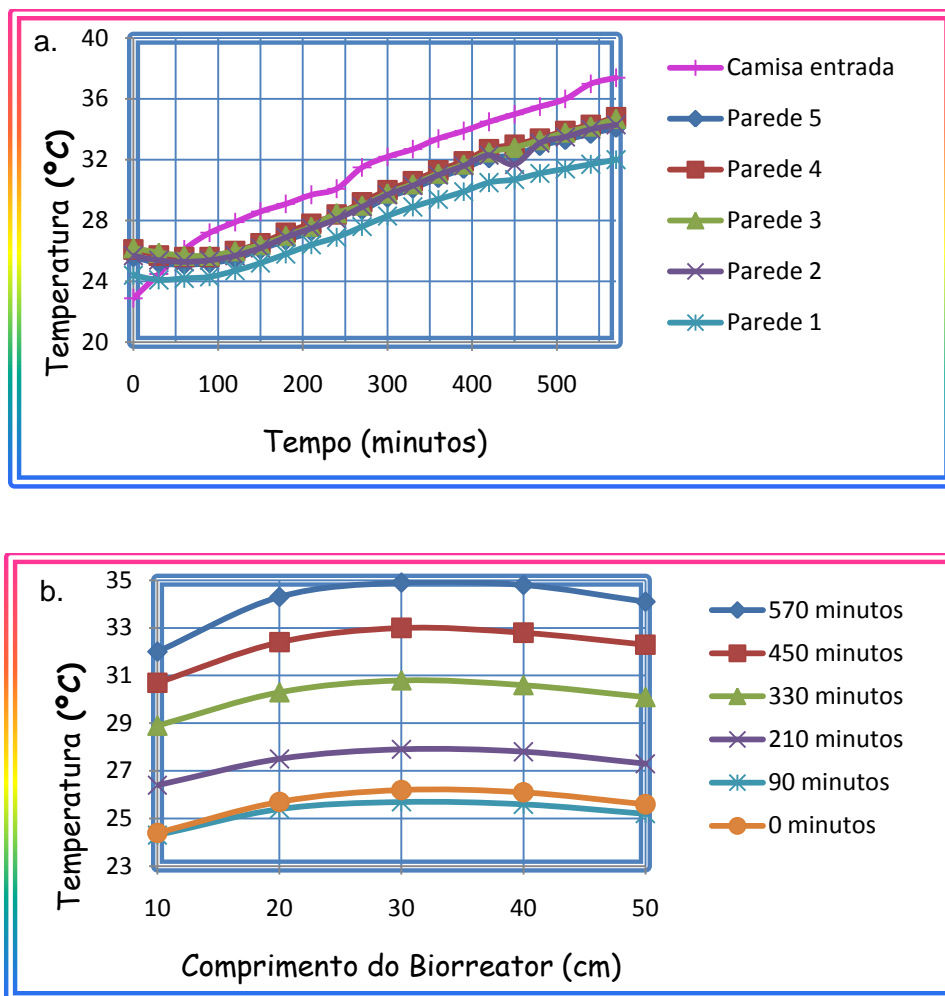 a.
40
36
32
28
24
20
Temperatura (ºC)
0 100 200 300 400 500
Tempo (minutos)
Camisa entrada
Parede 5
Parede 4
Parede 3
Parede 2
Parede 1
b.
35
33
31
29
27
25
23
Temperatura (ºC)
10 20 30 40 50
Comprimento do Biorreator (cm)
570 minutos
450 minutos
330 minutos
210 minutos
90 minutos
0 minutos